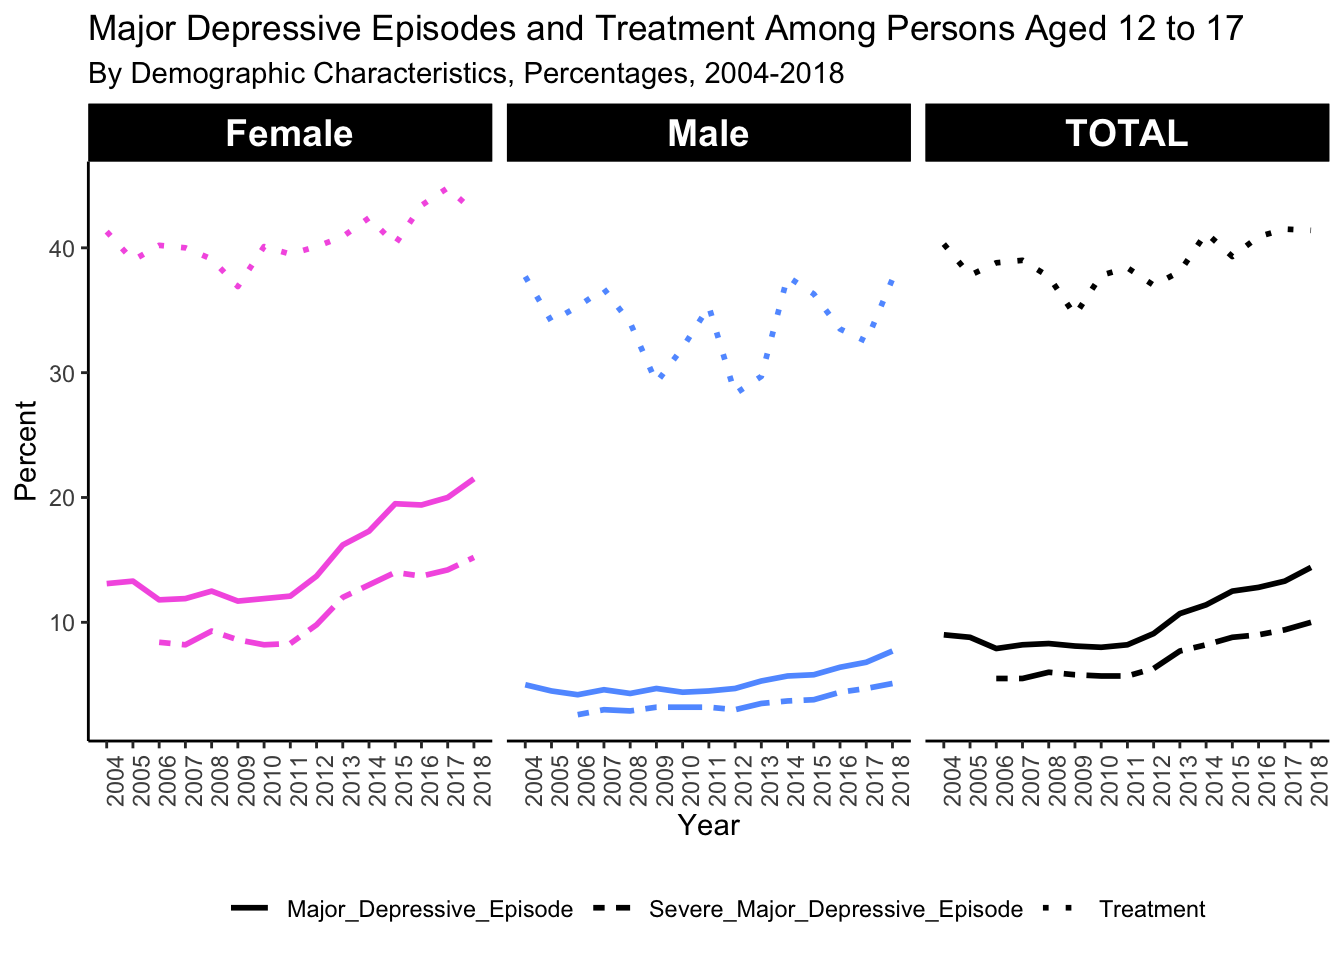 Major Depressive Episodes and Treatment Among Persons Aged 12 to 17
By Demographic Characteristics, Percentages, 2004-2018
Female Male TOTAL
Percent
40
30
20
10
2004 2005 2006 2007 2008 2009 2010 2011 2012 2013 2014 2015 2016 2017 2018 2004 2005 2006 2007 2008 2009 2010 2011 2012 2013 2014 2015 2016 2017 2018 2004 2005 2006 2007 2008 2009 2010 2011 2012 2013 2014 2015 2016 2017 2018
Year
Major_Depressive_Episode Severe_Major_Depressive_Episode Treatment